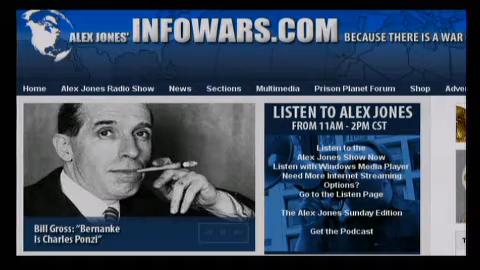 ALEX JONES' INFOWARS.COM BECAUSE THERE IS A WAR
Home Alex Jones Radio Show News Sections Multimedia Prison Planet Forum Shop
LISTEN TO ALEX JONES
FROM 11AM - 2PM CST
Listen to the
Alex Jones Show Now
Listen with Windows Media Player
Need More Internet Streaming
Options?
Go to the Listen Page
The Alex Jones Sunday Edition
Get the Podcast
Bill Gross: "Bernanke
Is Charles Ponzi"